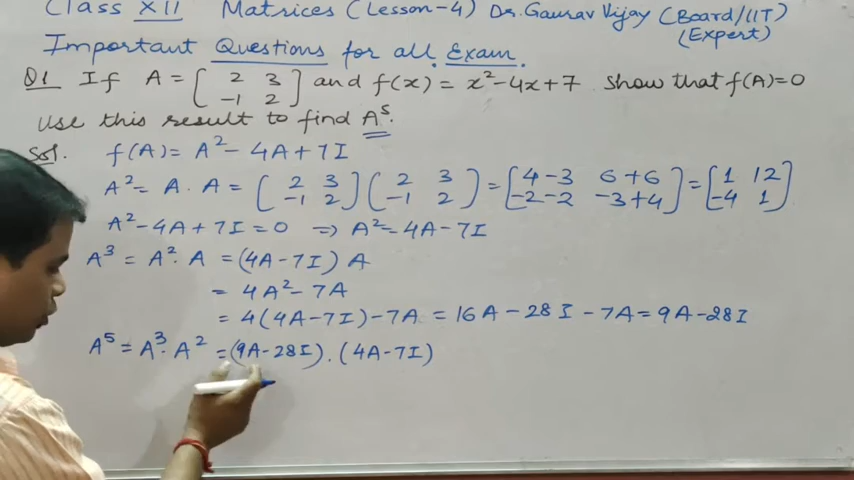 Class XII Matrices (Lesson-4) Dr. Gaurav Vijay (Board/IIT)
(Expert)
Important Questions for all Exam.
Q1 If A = [2 3 -1 2] and f(x) = x²-4x+7 show that f(A)=0
use this result to find A⁵.
Sol. f(A) = A² - 4A + 7I
A² = A. A = [2 3 -1 2] [2 3 -1 2] = [4-3 6+6 -2-2 -3+4] = [1 12 -4 1]
A²-4A+7I=0 ⇒ A²=4A-7I
A³ = A². A = (4A-7I) A
= 4A²-7A
= 4(4A-7I)-7A = 16A-28I-7A = 9A-28I
A⁵ = A³. A² = (9A-28I). (4A-7I)